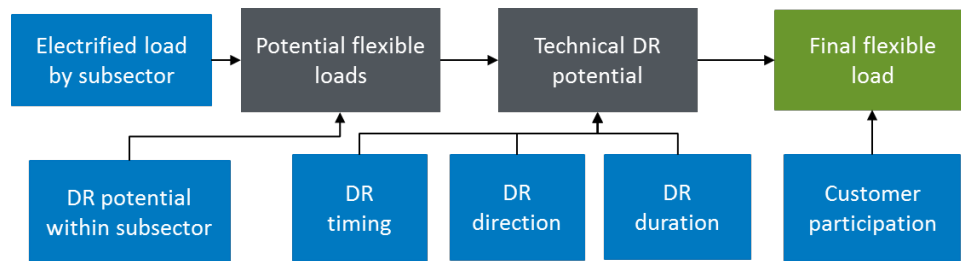 Electrified load
by subsector
Potential flexible
loads
Technical DR
potential
Final flexible
load
DR potential
within subsector
DR
timing
DR
direction
DR
duration
Customer
participation